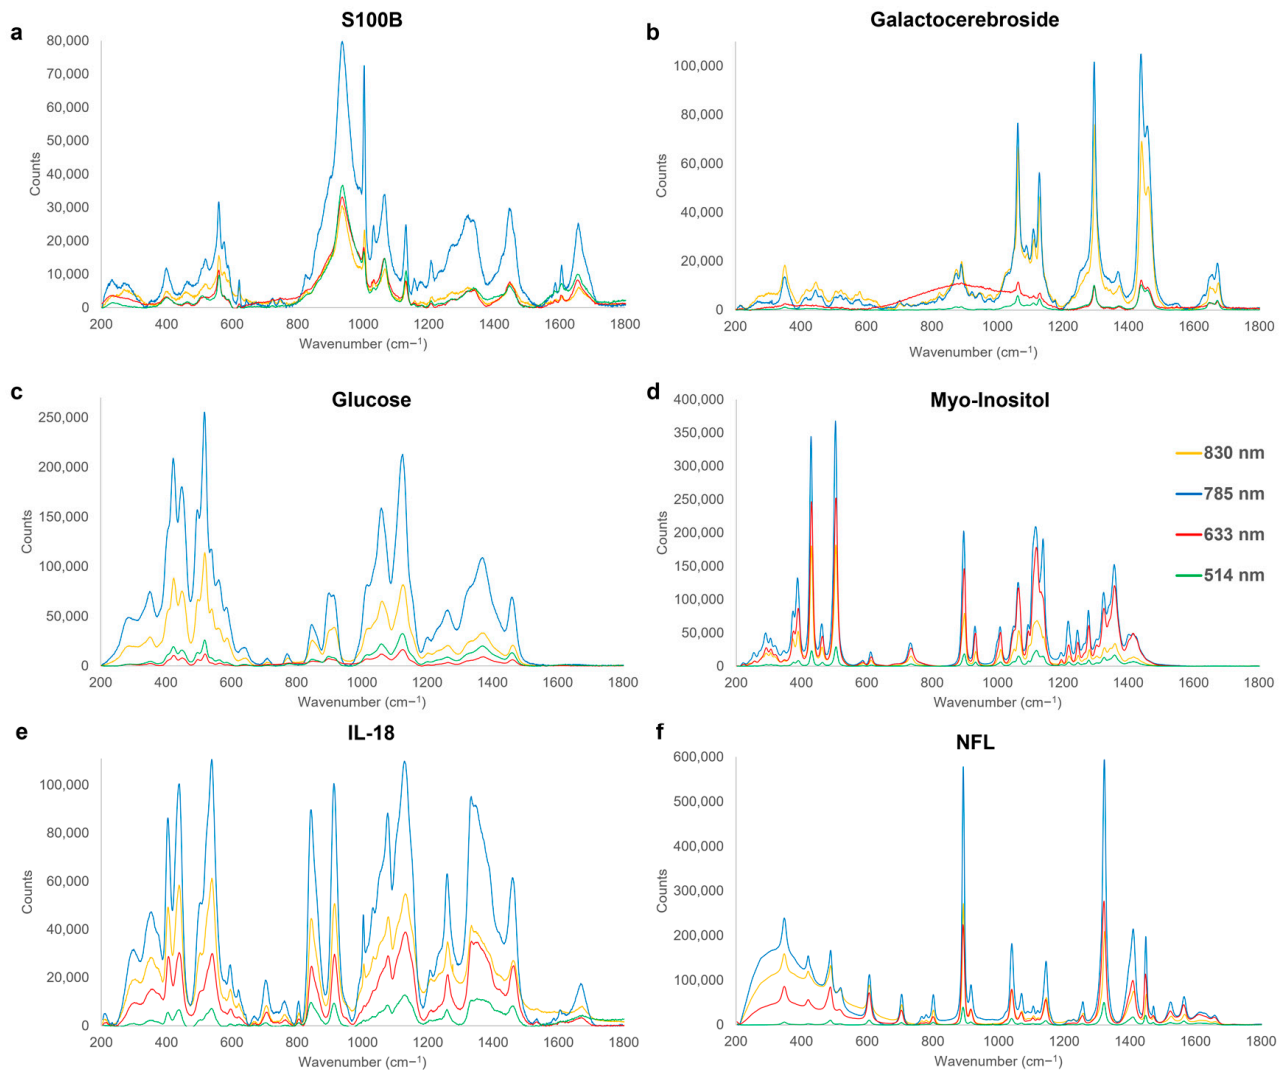 a
S100B
80,000
70,000
60,000
50,000
40,000
30,000
20,000
10,000
0
Counts
200 400 600 800 1000 1200 1400 1600 1800
Wavenumber (cm−1)
b
Galactocerebroside
100,000
80,000
60,000
40,000
20,000
0
Counts
200 400 600 800 1000 1200 1400 1600 1800
Wavenumber (cm−1)
c
Glucose
250,000
200,000
150,000
100,000
50,000
0
Counts
200 400 600 800 1000 1200 1400 1600 1800
Wavenumber (cm−1)
d
Myo-Inositol
400,000
350,000
300,000
250,000
200,000
150,000
100,000
50,000
0
Counts
200 400 600 800 1000 1200 1400 1600 1800
Wavenumber (cm−1)
830 nm
785 nm
633 nm
514 nm
e
IL-18
100,000
80,000
60,000
40,000
20,000
0
Counts
200 400 600 800 1000 1200 1400 1600 1800
Wavenumber (cm−1)
f
NFL
600,000
500,000
400,000
300,000
200,000
100,000
0
Counts
200 400 600 800 1000 1200 1400 1600 1800
Wavenumber (cm−1)